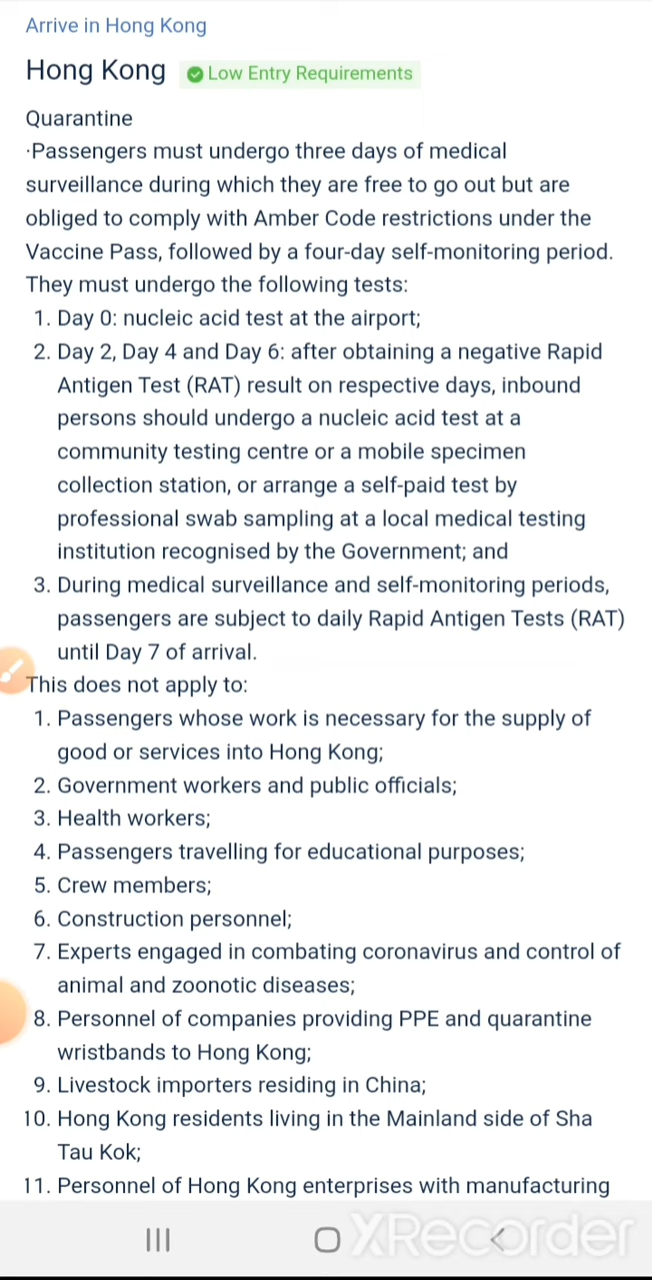 Arrive in Hong Kong
Hong Kong Low Entry Requirements
Quarantine
·Passengers must undergo three days of medical
surveillance during which they are free to go out but are
obliged to comply with Amber Code restrictions under the
Vaccine Pass, followed by a four-day self-monitoring period.
They must undergo the following tests:
1. Day 0: nucleic acid test at the airport;
2. Day 2, Day 4 and Day 6: after obtaining a negative Rapid
Antigen Test (RAT) result on respective days, inbound
persons should undergo a nucleic acid test at a
community testing centre or a mobile specimen
collection station, or arrange a self-paid test by
professional swab sampling at a local medical testing
institution recognised by the Government; and
3. During medical surveillance and self-monitoring periods,
passengers are subject to daily Rapid Antigen Tests (RAT)
until Day 7 of arrival.
This does not apply to:
1. Passengers whose work is necessary for the supply of
good or services into Hong Kong;
2. Government workers and public officials;
3. Health workers;
4. Passengers travelling for educational purposes;
5. Crew members;
6. Construction personnel;
7. Experts engaged in combating coronavirus and control of
animal and zoonotic diseases;
8. Personnel of companies providing PPE and quarantine
wristbands to Hong Kong;
9. Livestock importers residing in China;
10. Hong Kong residents living in the Mainland side of Sha
Tau Kok;
11. Personnel of Hong Kong enterprises with manufacturing
XRecorder